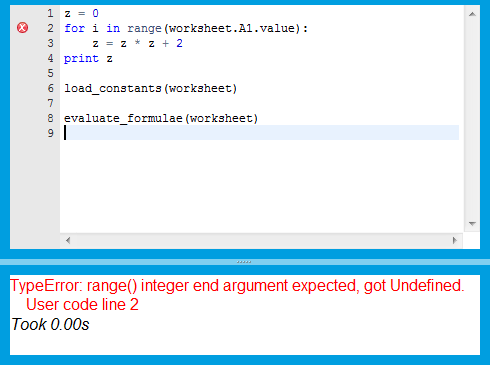 1 z = 0
2 for i in range(worksheet.A1.value):
3     z = z * z + 2
4 print z
5
6 load_constants(worksheet)
7
8 evaluate_formulae(worksheet)
9
TypeError: range() integer end argument expected, got Undefined.
    User code line 2
Took 0.00s